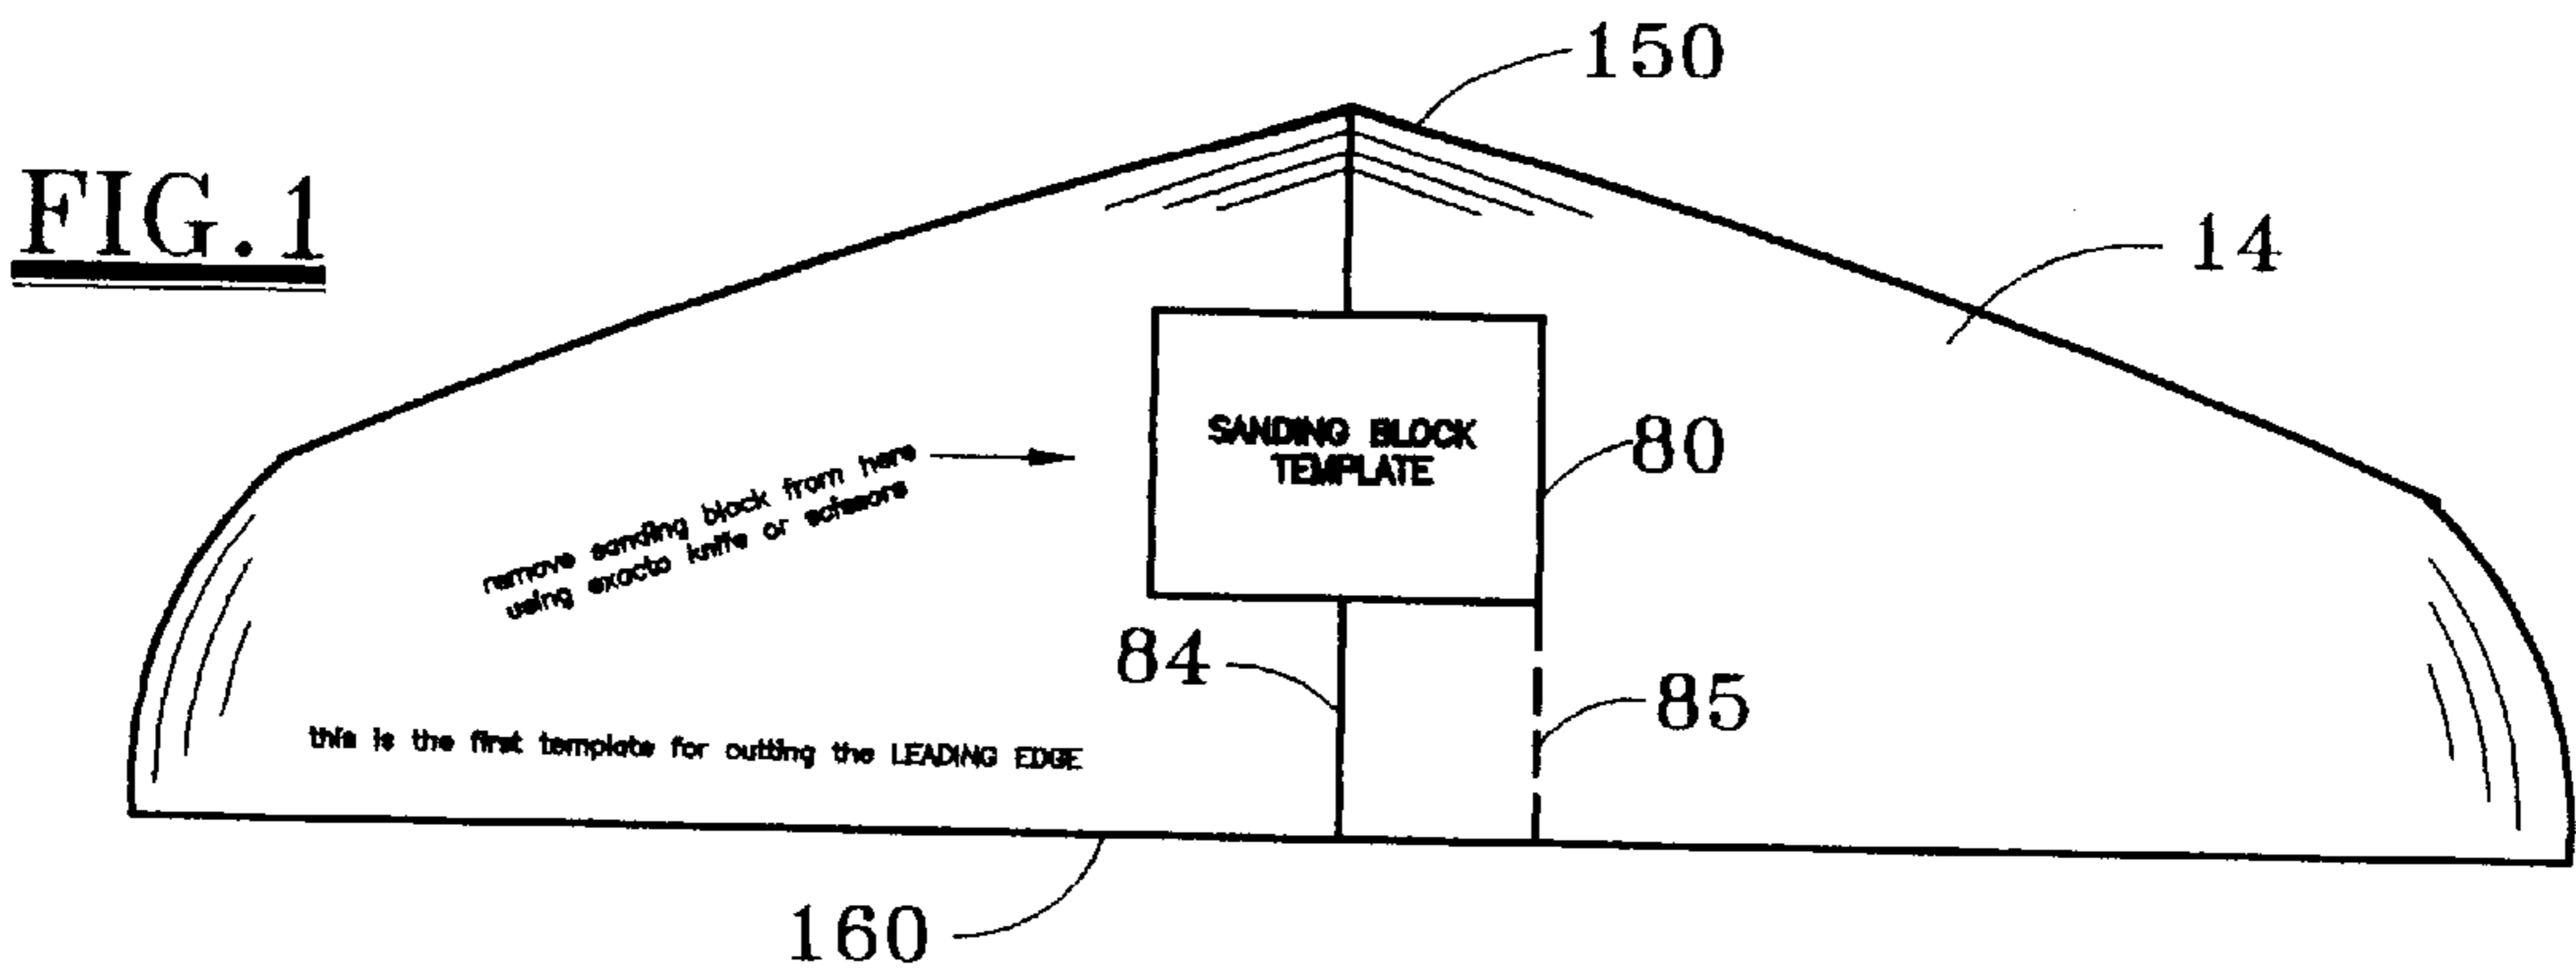 150
FIG.1
14
SANDING BLOCK
TEMPLATE
80
remove sanding block from here
using exacto knife or scissors
84
85
this is the first template for cutting the LEADING EDGE
160